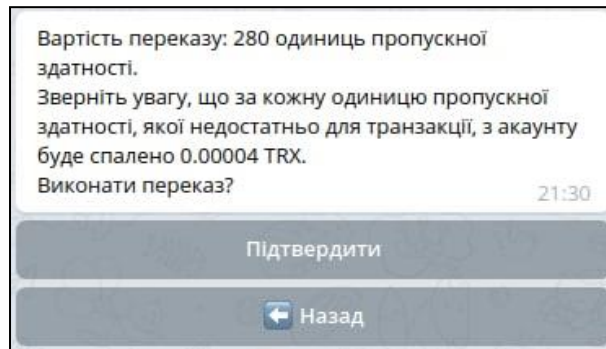 Вартість переказу: 280 одиниць пропускної
здатності.
Зверніть увагу, що за кожну одиницю пропускної
здатності, якої недостатньо для транзакції, з акаунту
буде спалено 0.00004 TRX.
Виконати переказ?
21:30
Підтвердити
Назад